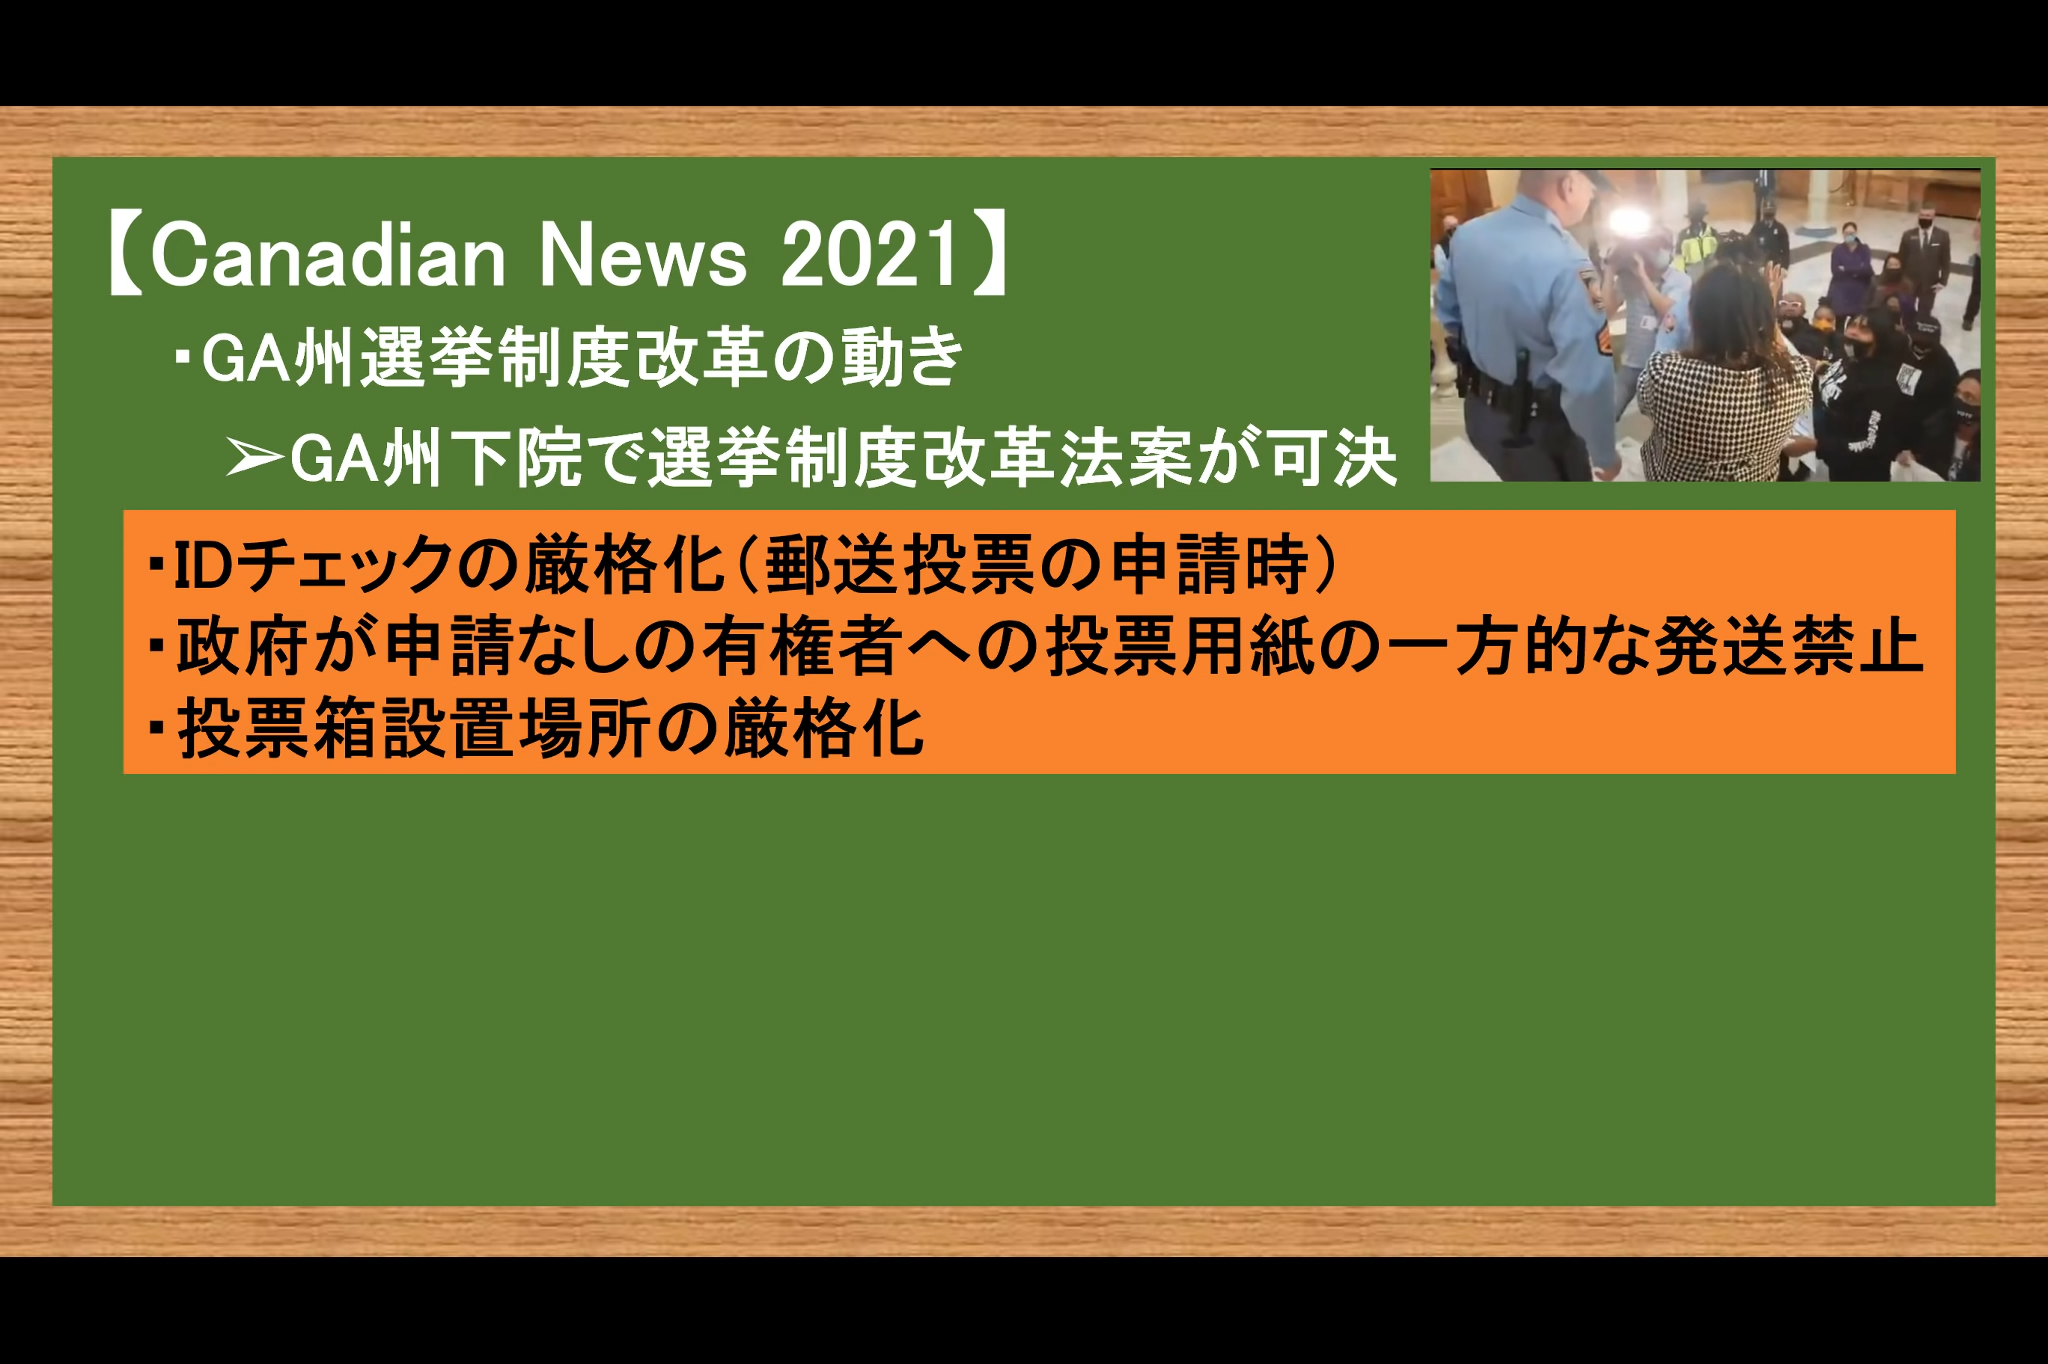 【Canadian News 2021】
・GA州選挙制度改革の動き
➢GA州下院で選挙制度改革法案が可決
・IDチェックの厳格化（郵送投票の申請時）
・政府が申請なしの有権者への投票用紙の一方的な発送禁止
・投票箱設置場所の厳格化